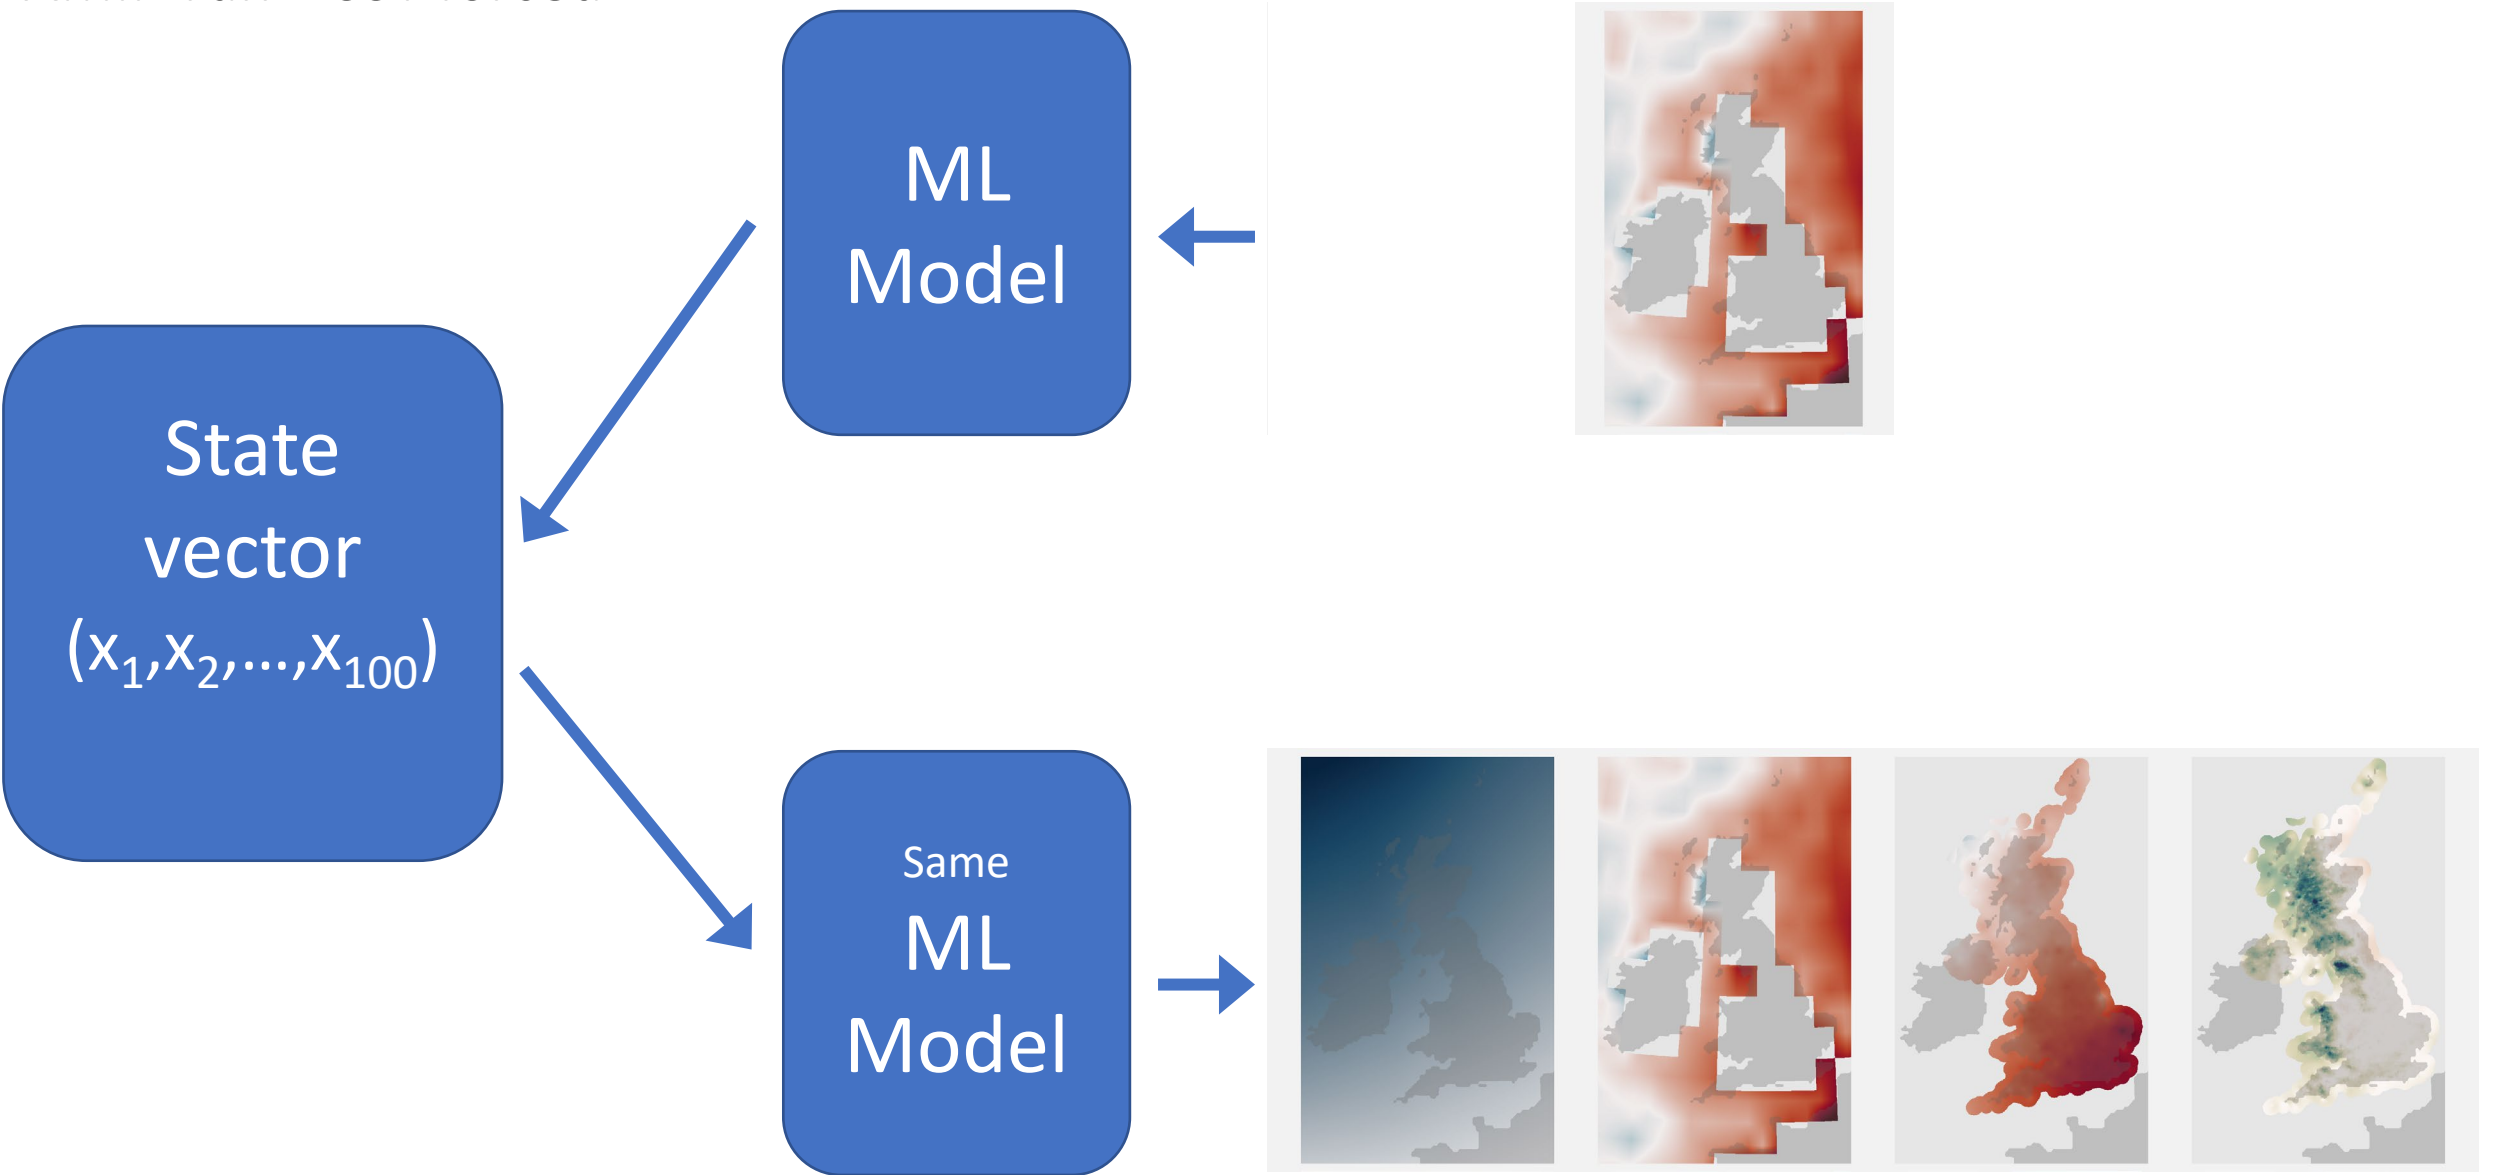 ML
Model
State
vector
(x₁,x₂,...,x₁₀₀)
Same
ML
Model